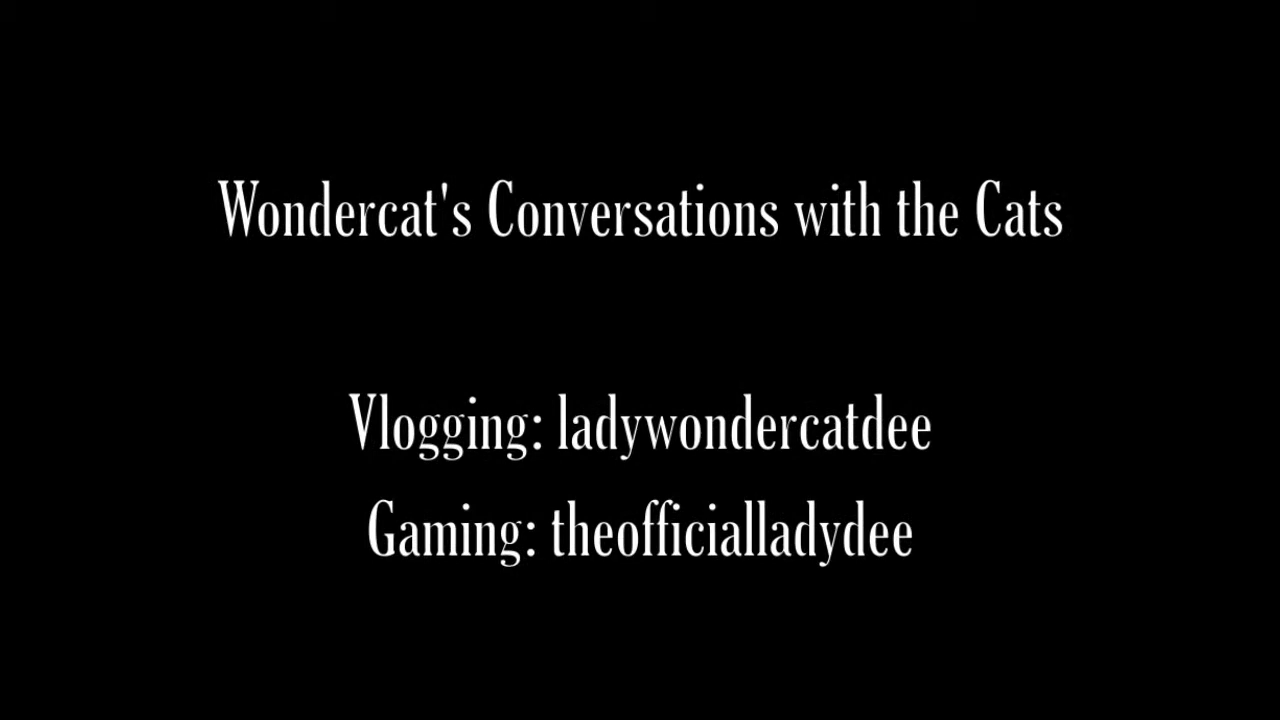 Wondercat's Conversations with the Cats
Vlogging: ladywondercatdee
Gaming: theofficialladydee